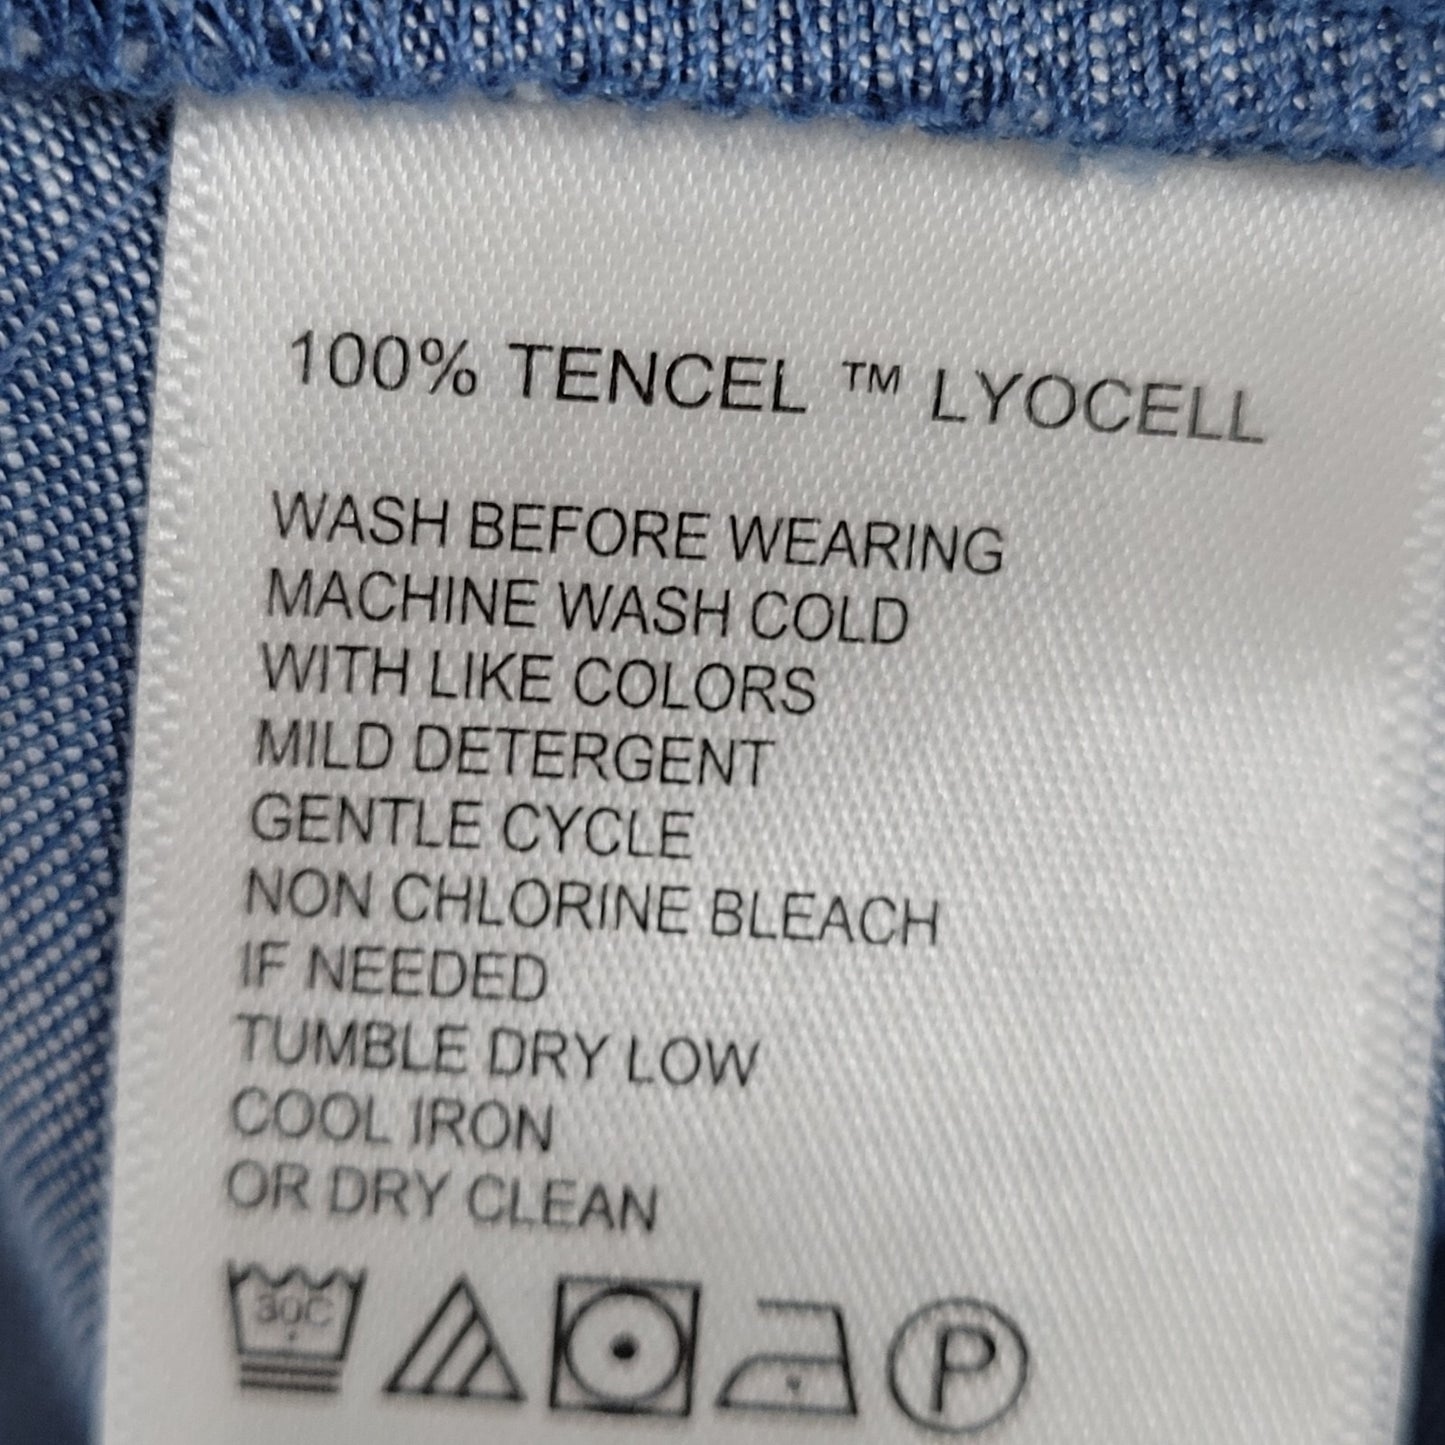 100% TENCEL ™ LYOCELL
WASH BEFORE WEARING
MACHINE WASH COLD
WITH LIKE COLORS
MILD DETERGENT
GENTLE CYCLE
NON CHLORINE BLEACH
IF NEEDED
TUMBLE DRY LOW
COOL IRON
OR DRY CLEAN
30C P